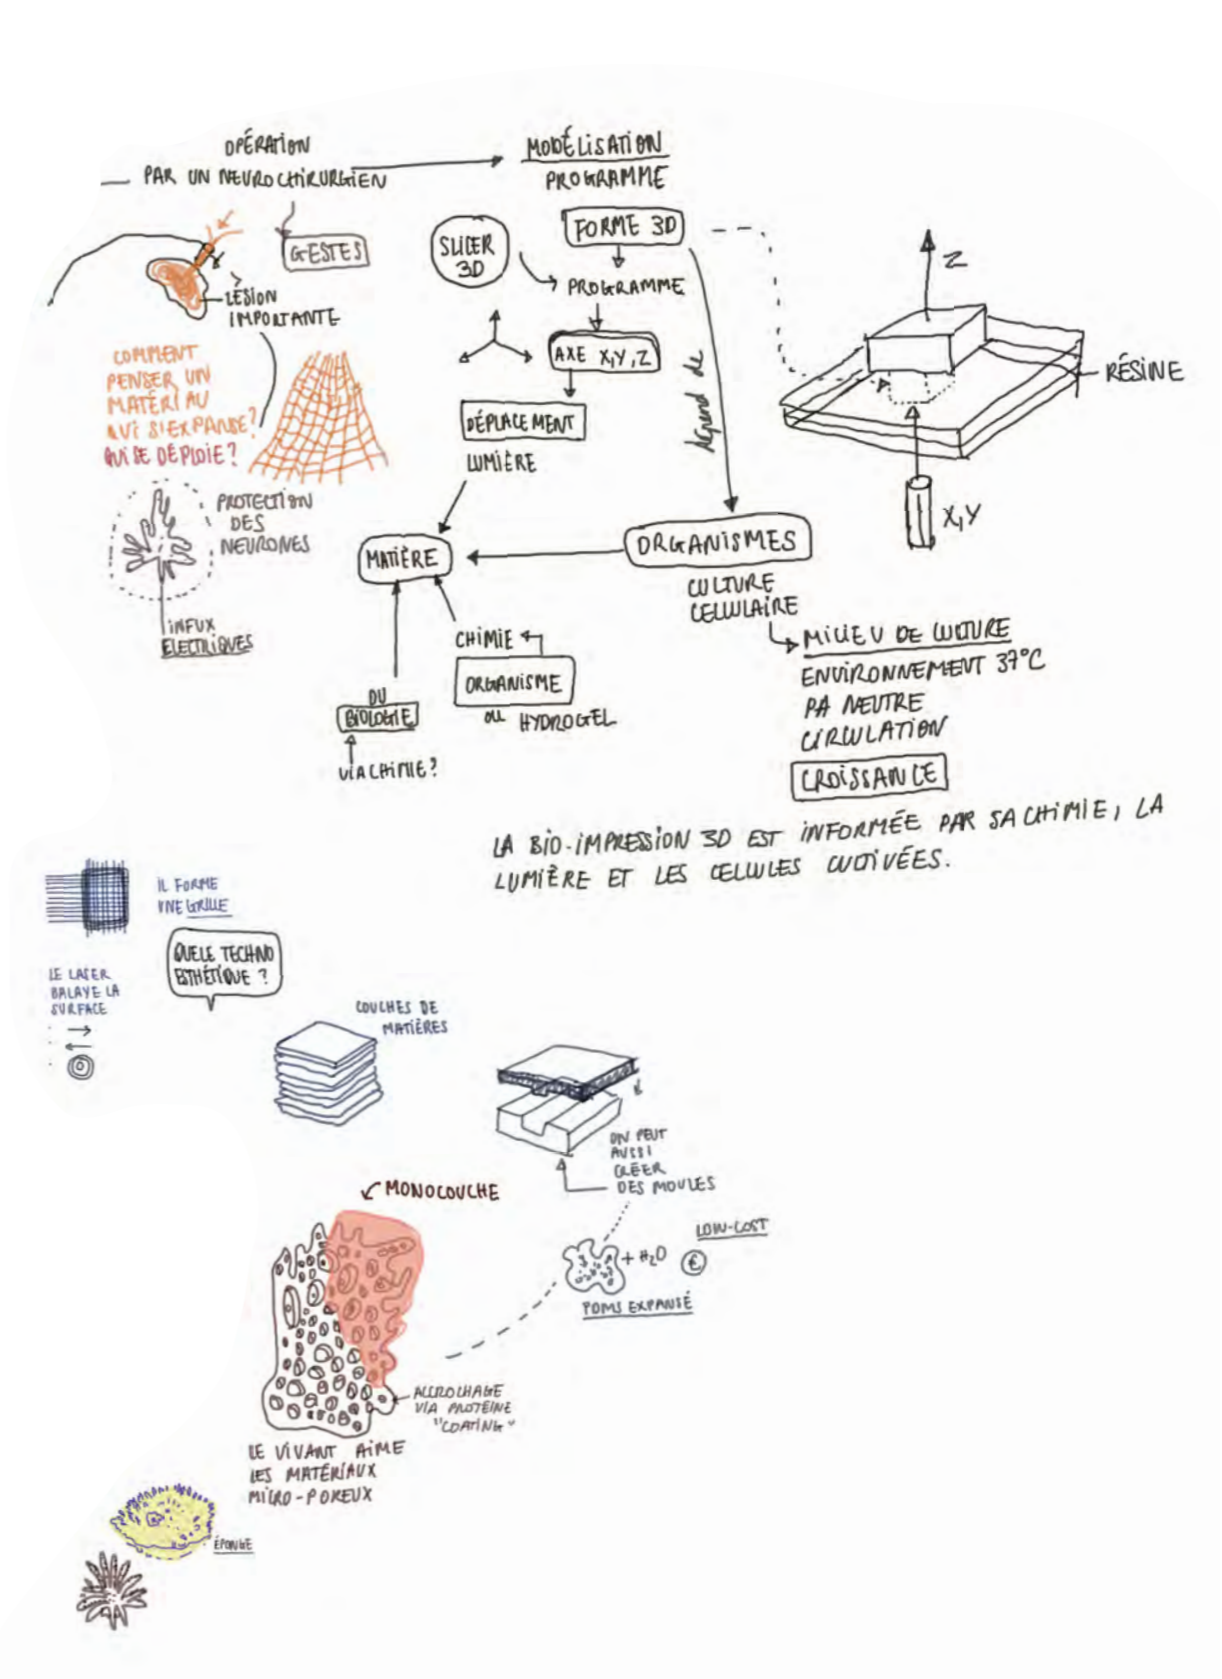 OPÉRATION
PAR UN NEUROCHIRURGIEN
GESTES
LÉSION
IMPORTANTE
COMMENT
PENSER UN
MATÉRIAU
QUI S'EXPANSE?
QUI SE DÉPLOIE?
PROTECTION
DES
NEURONES
INFUX
ÉLECTRIQUES
MODÉLISATION
PROGRAMME
SLICER
3D
FORME 3D
PROGRAMME
AXE X,Y,Z
DÉPLACEMENT
LUMIÈRE
MATIÈRE
dépend de
ORGANISMES
CULTURE
CELLULAIRE
MILIEU DE CULTURE
ENVIRONNEMENT 37°C
PA NEUTRE
CIRCULATION
CROISSANCE
CHIMIE
ORGANISME
ou HYDROGEL
OU
BIOLOGIE
VIA CHIMIE?
Z
RÉSINE
X,Y
LA BIO-IMPRESSION 3D EST INFORMÉE PAR SA CHIMIE, LA
LUMIÈRE ET LES CELLULES CULTIVÉES.
IL FORME
UNE GRILLE
QUELE TECHNO
ESTHÉTIQUE ?
LE LASER
BALAYE LA
SURFACE
COUCHES DE
MATIÈRES
ON PEUT
AUSSI
CRÉER
DES MOULES
MONOCOUCHE
LOW-COST
+ H2O
€
PDMS EXPANSÉ
ACCROCHAGE
VIA PROTÉINE
"COATING"
LE VIVANT AIME
LES MATÉRIAUX
MICRO-POREUX
ÉPONGE